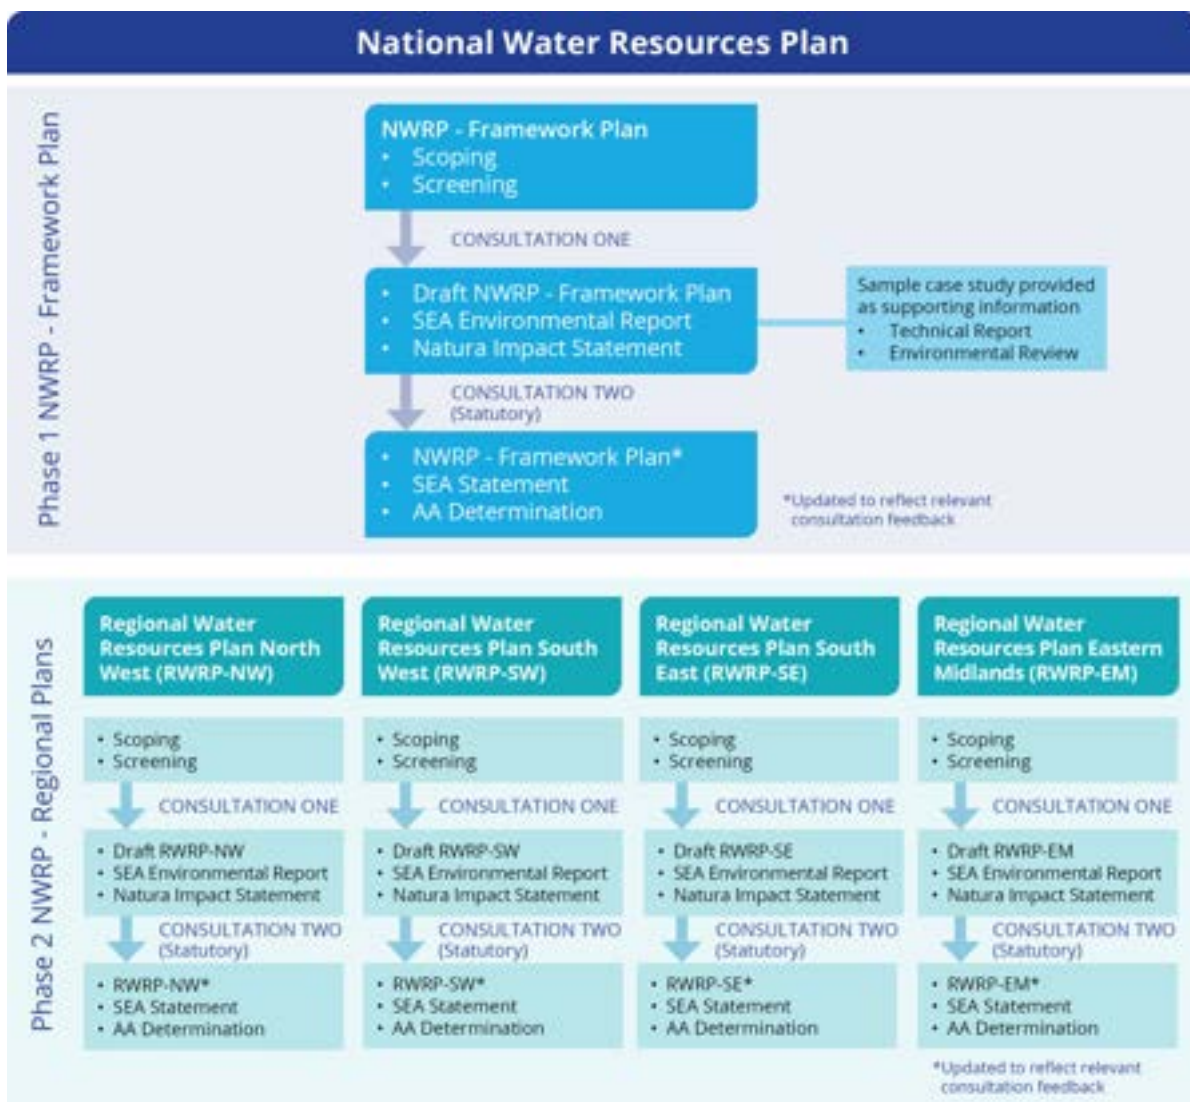 National Water Resources Plan
Phase 1 NWRP - Framework Plan
NWRP - Framework Plan
• Scoping
• Screening
CONSULTATION ONE
• Draft NWRP - Framework Plan
• SEA Environmental Report
• Natura Impact Statement
Sample case study provided
as supporting information
• Technical Report
• Environmental Review
CONSULTATION TWO
(Statutory)
• NWRP - Framework Plan*
• SEA Statement
• AA Determination
*Updated to reflect relevant
consultation feedback
Phase 2 NWRP - Regional Plans
Regional Water
Resources Plan North
West (RWRP-NW)
• Scoping
• Screening
CONSULTATION ONE
• Draft RWRP-NW
• SEA Environmental Report
• Natura Impact Statement
CONSULTATION TWO
(Statutory)
• RWRP-NW*
• SEA Statement
• AA Determination
Regional Water
Resources Plan South
West (RWRP-SW)
• Scoping
• Screening
CONSULTATION ONE
• Draft RWRP-SW
• SEA Environmental Report
• Natura Impact Statement
CONSULTATION TWO
(Statutory)
• RWRP-SW*
• SEA Statement
• AA Determination
Regional Water
Resources Plan South
East (RWRP-SE)
• Scoping
• Screening
CONSULTATION ONE
• Draft RWRP-SE
• SEA Environmental Report
• Natura Impact Statement
CONSULTATION TWO
(Statutory)
• RWRP-SE*
• SEA Statement
• AA Determination
Regional Water
Resources Plan Eastern
Midlands (RWRP-EM)
• Scoping
• Screening
CONSULTATION ONE
• Draft RWRP-EM
• SEA Environmental Report
• Natura Impact Statement
CONSULTATION TWO
(Statutory)
• RWRP-EM*
• SEA Statement
• AA Determination
*Updated to reflect relevant
consultation feedback